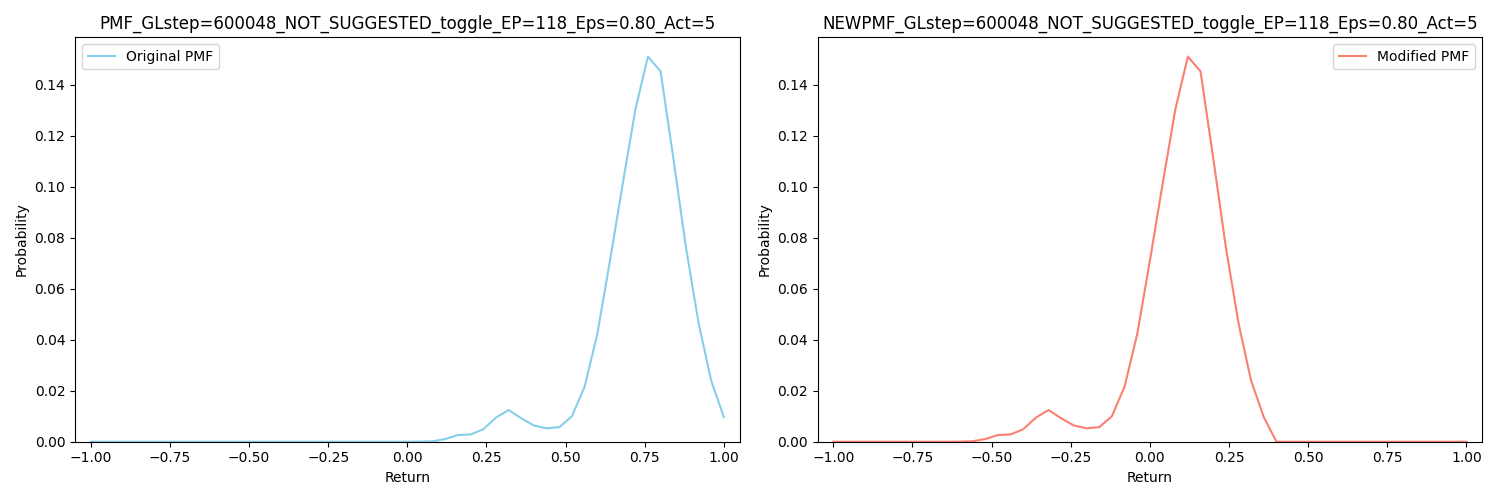 PMF_GLstep=600048_NOT_SUGGESTED_toggle_EP=118_Eps=0.80_Act=5
Original PMF
Probability
0.14
0.12
0.10
0.08
0.06
0.04
0.02
0.00
−1.00 −0.75 −0.50 −0.25 0.00 0.25 0.50 0.75 1.00
Return
NEWPMF_GLstep=600048_NOT_SUGGESTED_toggle_EP=118_Eps=0.80_Act=5
Modified PMF
Probability
0.14
0.12
0.10
0.08
0.06
0.04
0.02
0.00
−1.00 −0.75 −0.50 −0.25 0.00 0.25 0.50 0.75 1.00
Return